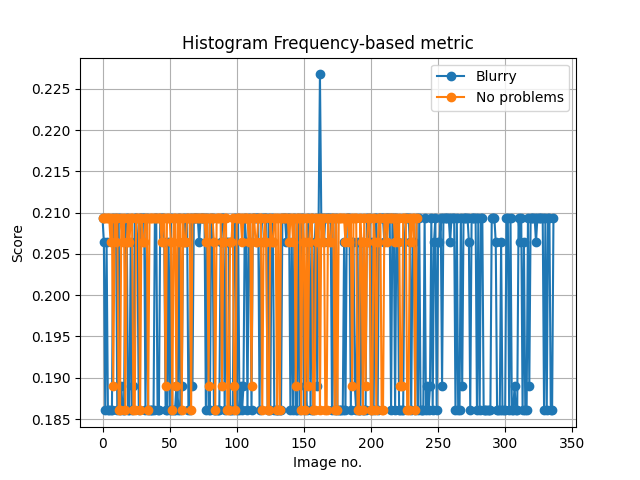 Histogram Frequency-based metric
Blurry
No problems
0.225
0.220
0.215
0.210
0.205
0.200
0.195
0.190
0.185
Score
0 50 100 150 200 250 300 350
Image no.